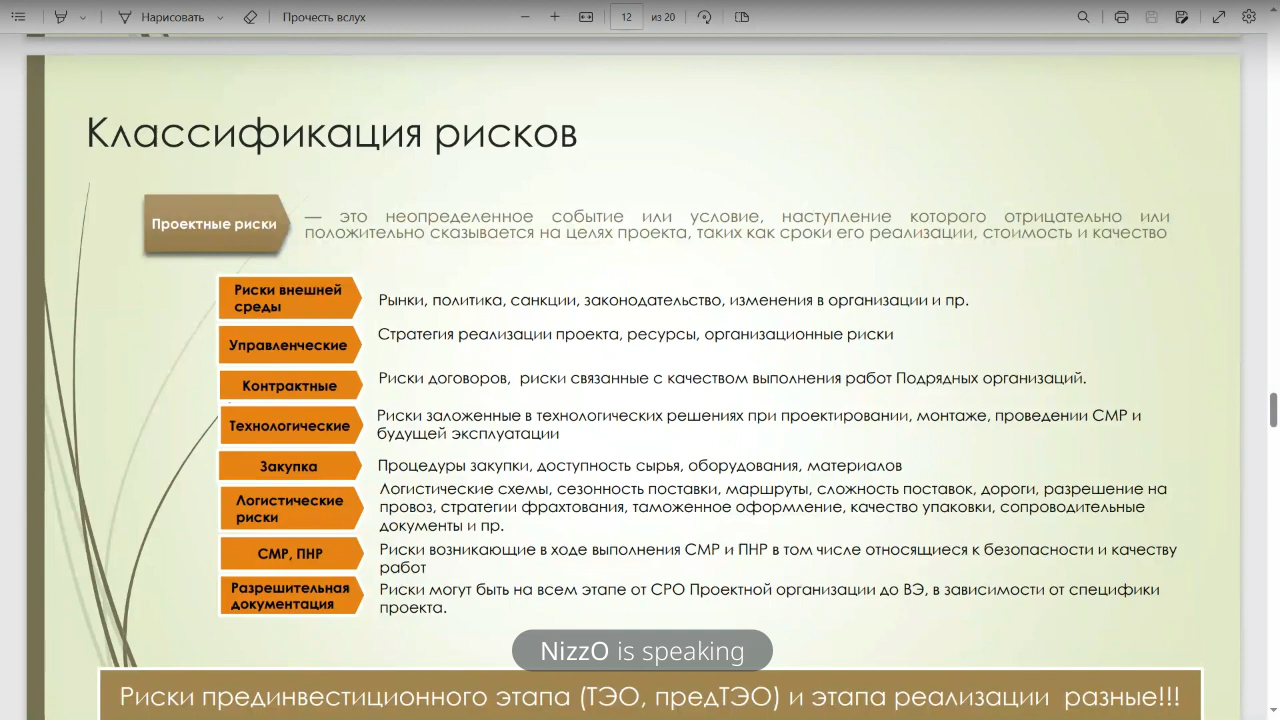 Нарисовать
Прочесть вслух
12
из 20
Классификация рисков
Проектные риски
— это неопределенное событие или условие, наступление которого отрицательно или
положительно сказывается на целях проекта, таких как сроки его реализации, стоимость и качество
Риски внешней
среды
Рынки, политика, санкции, законодательство, изменения в организации и пр.
Управленческие
Стратегия реализации проекта, ресурсы, организационные риски
Контрактные
Риски договоров, риски связанные с качеством выполнения работ Подрядных организаций.
Технологические
Риски заложенные в технологических решениях при проектировании, монтаже, проведении СМР и
будущей эксплуатации
Закупка
Процедуры закупки, доступность сырья, оборудования, материалов
Логистические
риски
Логистические схемы, сезонность поставки, маршруты, сложность поставок, дороги, разрешение на
провоз, стратегии фрахтования, таможенное оформление, качество упаковки, сопроводительные
документы и пр.
СМР, ПНР
Риски возникающие в ходе выполнения СМР и ПНР в том числе относящиеся к безопасности и качеству
работ
Разрешительная
документация
Риски могут быть на всем этапе от СРО Проектной организации до ВЭ, в зависимости от специфики
проекта.
NizzO is speaking
Риски прединвестиционного этапа (ТЭО, предТЭО) и этапа реализации разные!!!